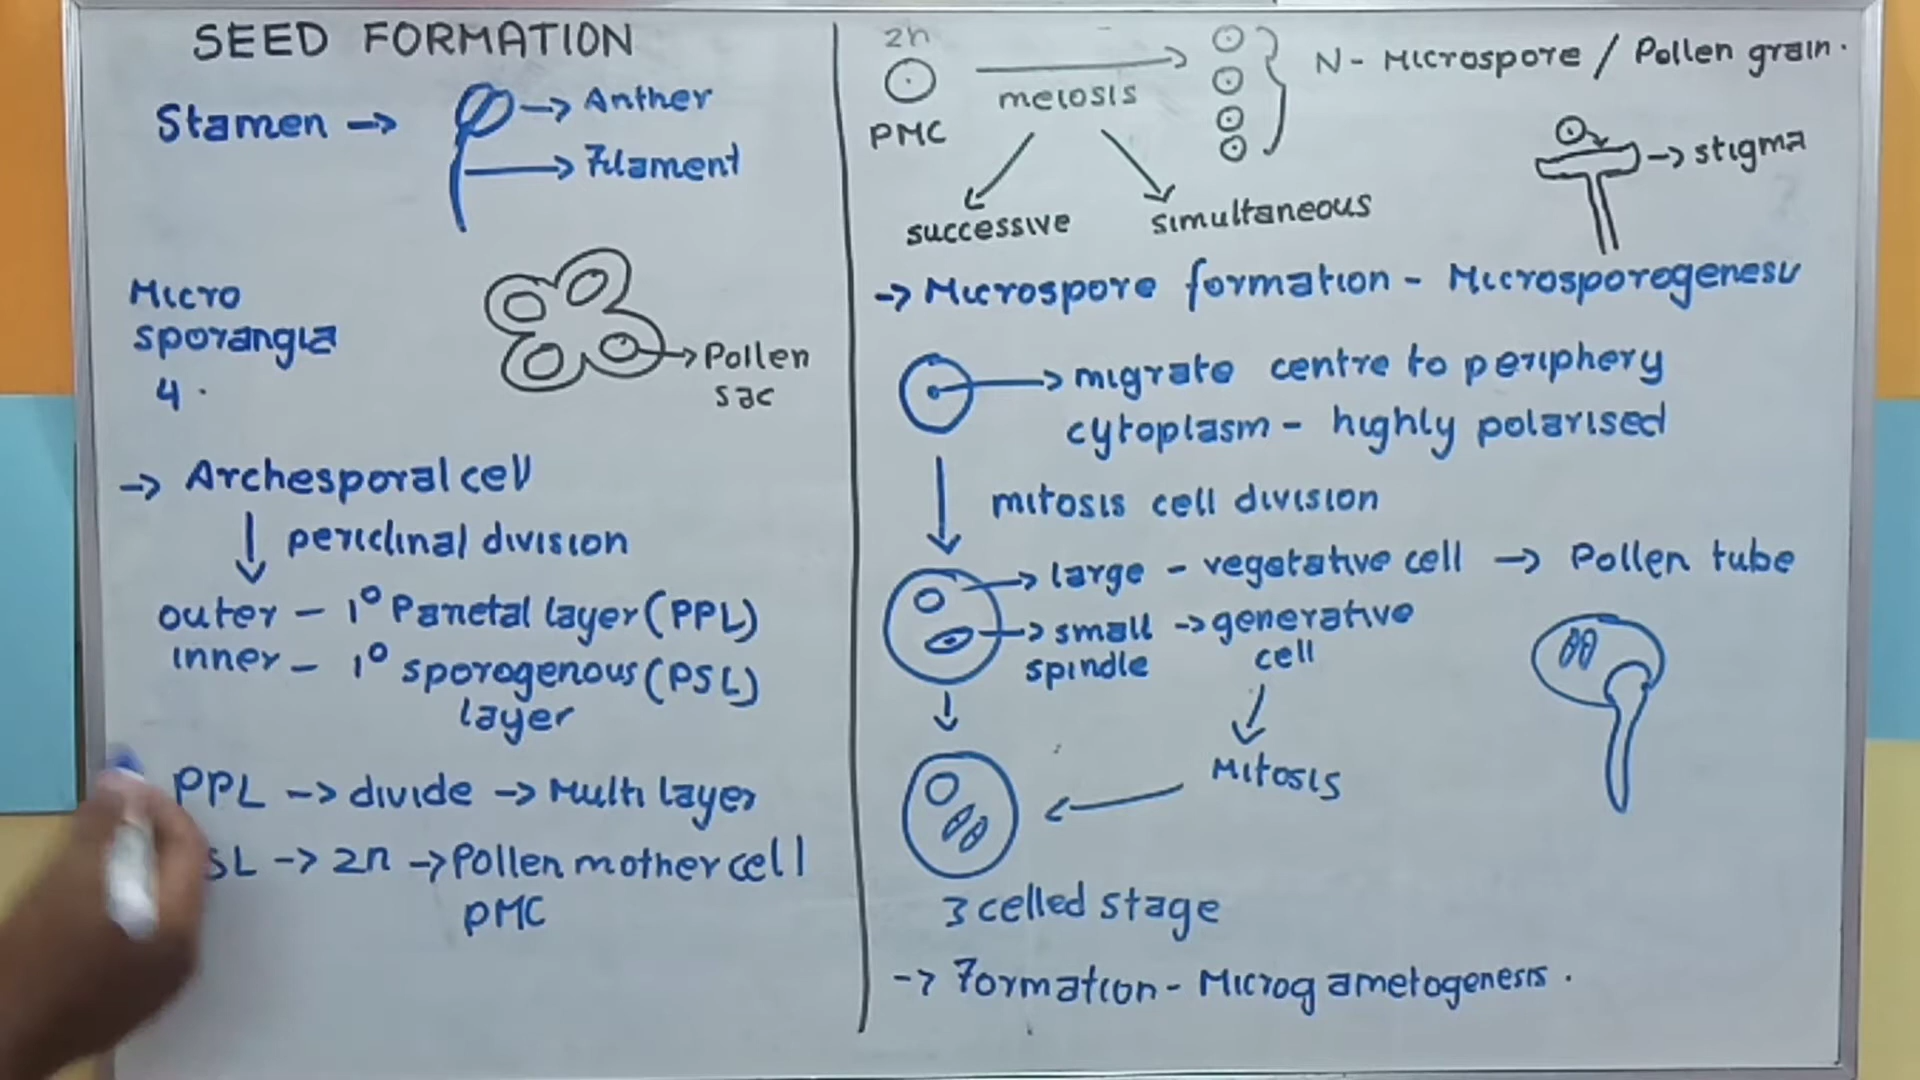 SEED FORMATION
Stamen →
→ Anther
→ Filament
Micro
sporangia
4.
→ Pollen
sac
→ Archesporal cell
↓ periclinal division
outer – 1° Parietal layer (PPL)
inner – 1° sporogenous (PSL)
layer
PPL → divide → Multi layer
SL → 2n → Pollen mother cell
PMC
2n
PMC
meiosis
N - Microspore / Pollen grain.
successive
simultaneous
→ stigma
→ Microspore formation - Microsporegenesis
→ migrate centre to periphery
cytoplasm - highly polarised
mitosis cell division
→ large - vegetative cell → Pollen tube
→ small → generative
spindle cell
Mitosis
3 celled stage
→ Formation - Microgametogenesis.